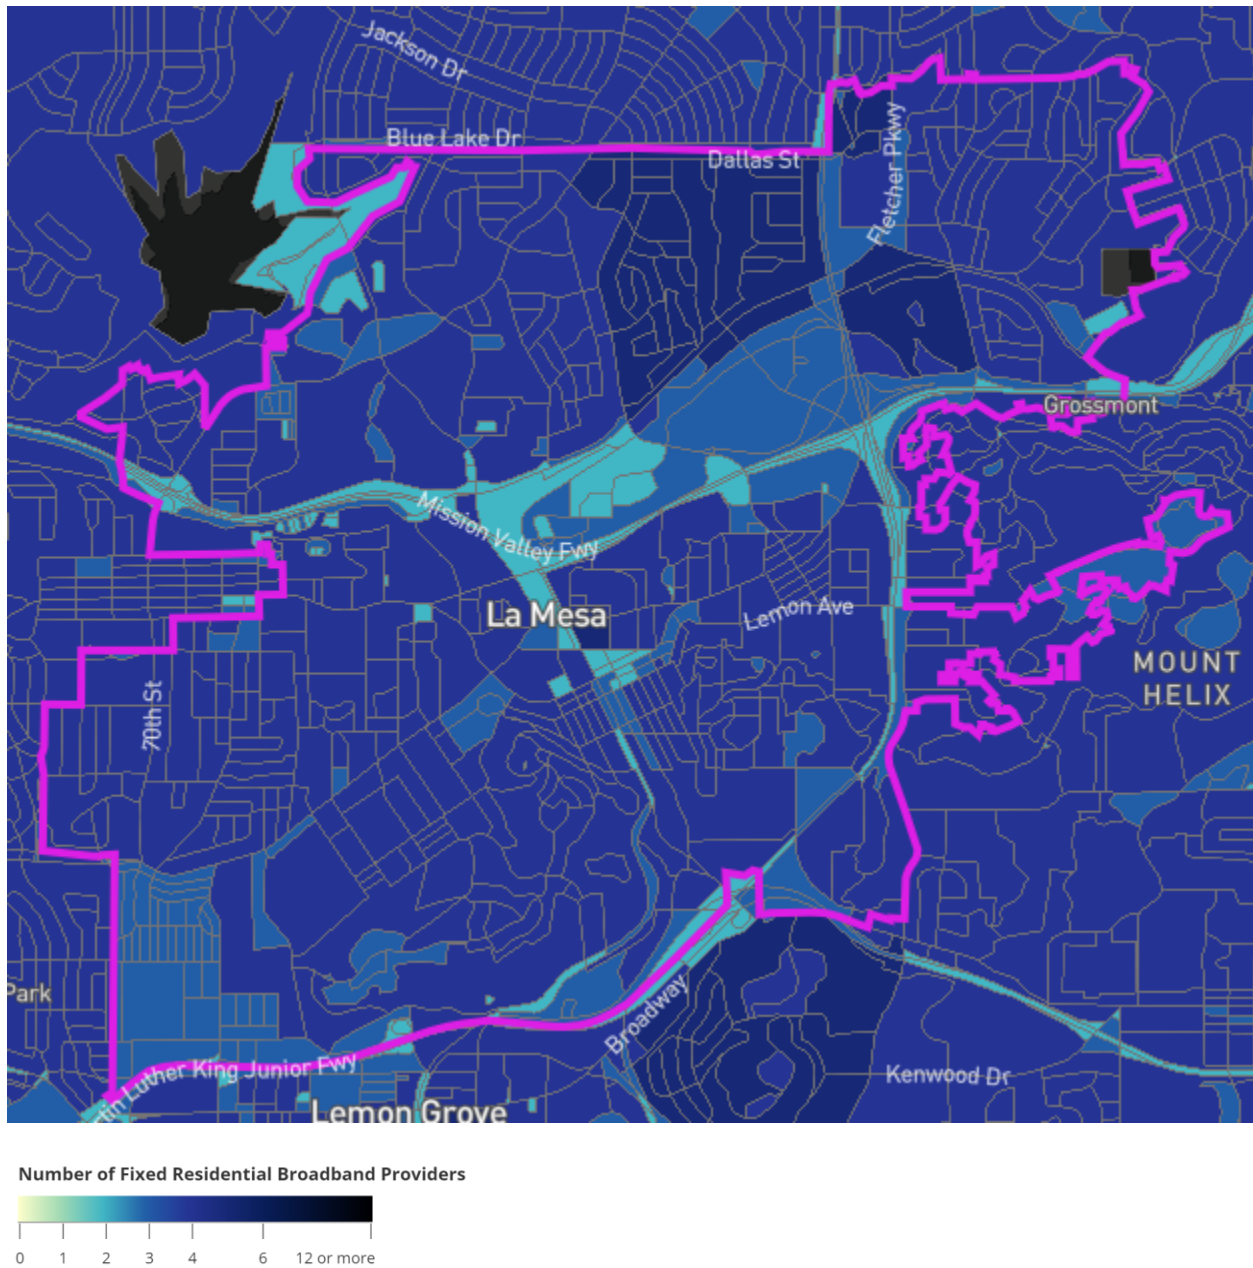 Jackson Dr
Blue Lake Dr
Dallas St
Fletcher Pkwy
Grossmont
Mission Valley Fwy
La Mesa
Lemon Ave
MOUNT
HELIX
70th St
Park
Broadway
rtin Luther King Junior Fwy
Kenwood Dr
Lemon Grove
Number of Fixed Residential Broadband Providers
0 1 2 3 4 6 12 or more